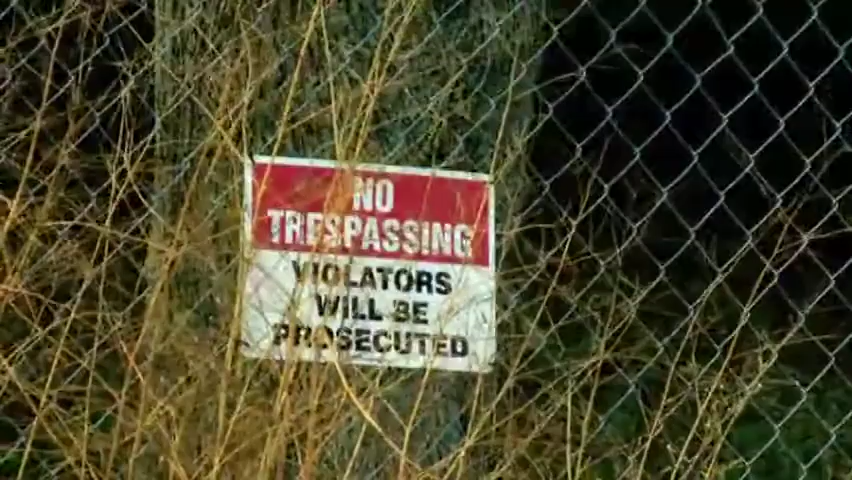 NO
TRESPASSING
VIOLATORS
WILL BE
PROSECUTED